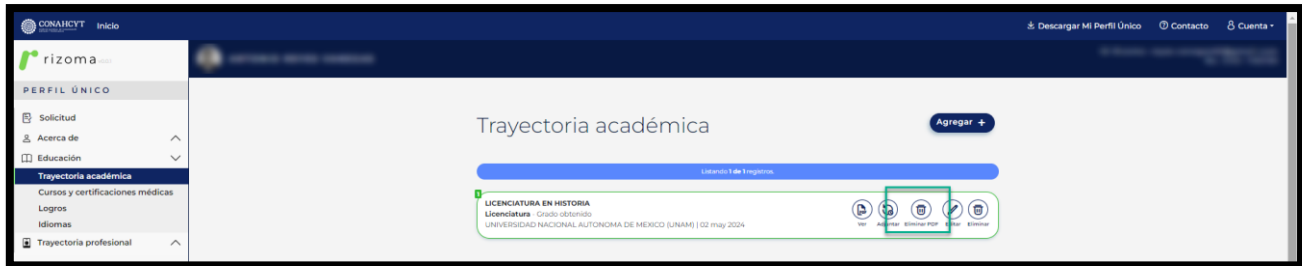 CONAHCYT Inicio
Descargar Mi Perfil Único Contacto Cuenta
rizoma
PERFIL ÚNICO
Solicitud
Acerca de
Educación
Trayectoria académica
Cursos y certificaciones médicas
Logros
Idiomas
Trayectoria profesional
Trayectoria académica
Agregar +
Listando 1 de 1 registros.
1
LICENCIATURA EN HISTORIA
Licenciatura - Grado obtenido
UNIVERSIDAD NACIONAL AUTONOMA DE MEXICO (UNAM) | 02 may 2024
Ver Adjuntar Eliminar PDF Editar Eliminar